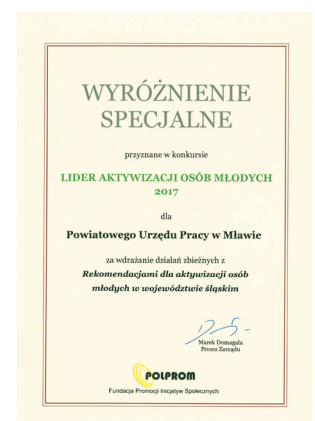 WYRÓŻNIENIE
SPECJALNE
przyznane w konkursie
LIDER AKTYWIZACJI OSÓB MŁODYCH
2017
dla
Powiatowego Urzędu Pracy w Mławie
za wdrażanie działań zbieżnych z
Rekomendacjami dla aktywizacji osób
młodych w województwie śląskim
Marek Domagała
Prezes Zarządu
POLPROM
Fundacja Promocji Inicjatyw Społecznych